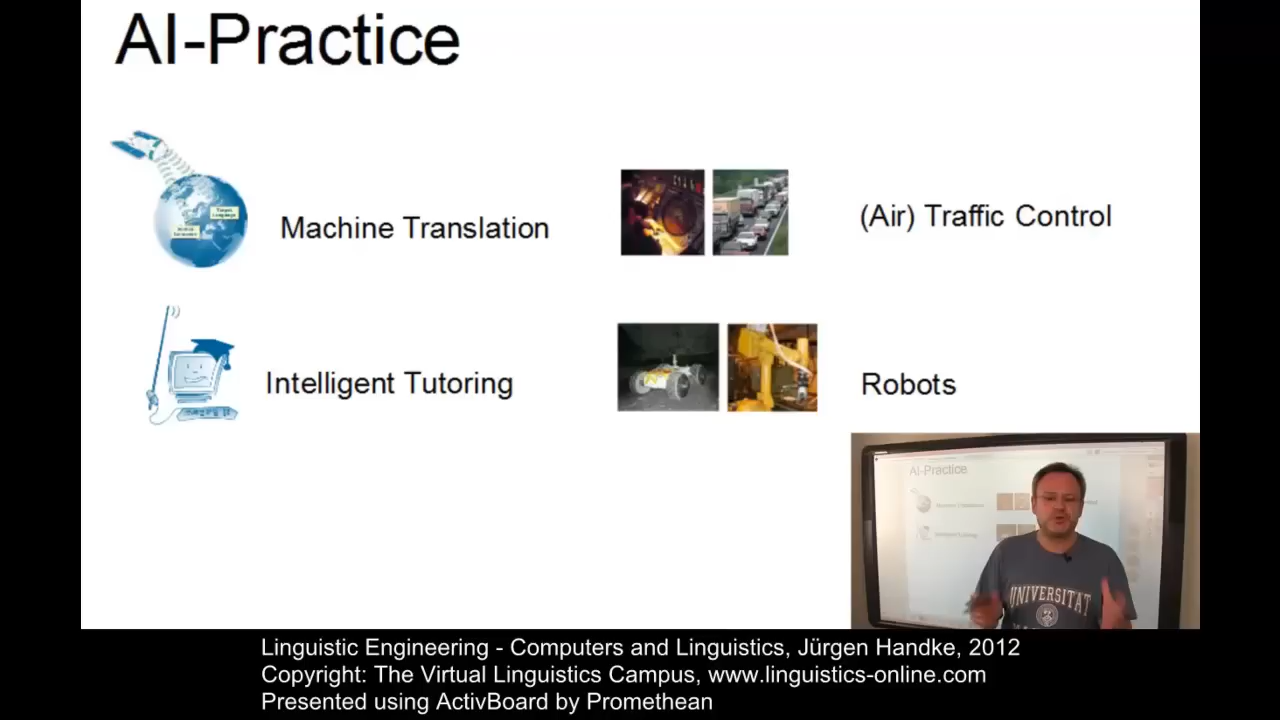 AI-Practice
Machine Translation
(Air) Traffic Control
Intelligent Tutoring
Robots
AI-Practice
UNIVERSITAT
Linguistic Engineering - Computers and Linguistics, Jürgen Handke, 2012
Copyright: The Virtual Linguistics Campus, www.linguistics-online.com
Presented using ActivBoard by Promethean